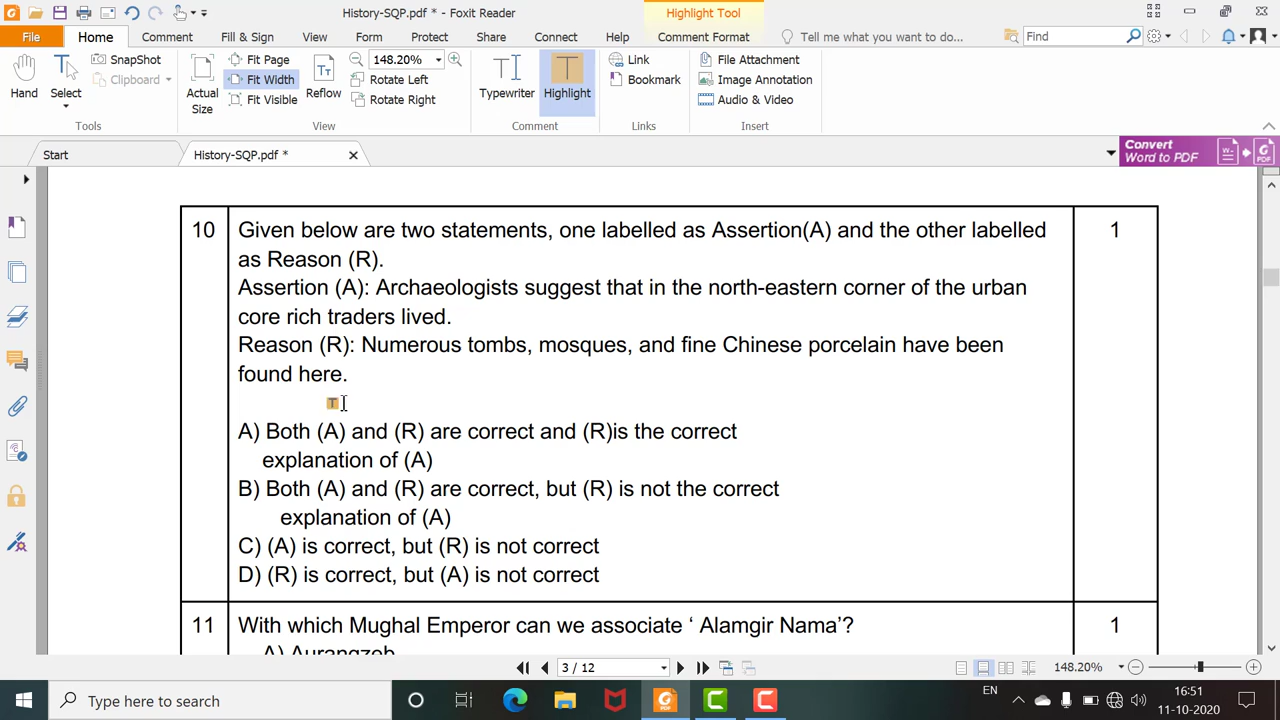 History-SQP.pdf * - Foxit Reader
Highlight Tool
File Home Comment Fill & Sign View Form Protect Share Connect Help Comment Format Tell me what you want to do... Find
Hand
Select
SnapShot
Clipboard
Tools
Actual Size
Fit Page
Fit Width
Fit Visible
Reflow
148.20%
Rotate Left
Rotate Right
View
Typewriter
Highlight
Comment
Link
Bookmark
Links
File Attachment
Image Annotation
Audio & Video
Insert
Start
History-SQP.pdf *
Convert
Word to PDF
10 Given below are two statements, one labelled as Assertion(A) and the other labelled 1
as Reason (R).
Assertion (A): Archaeologists suggest that in the north-eastern corner of the urban
core rich traders lived.
Reason (R): Numerous tombs, mosques, and fine Chinese porcelain have been
found here.
A) Both (A) and (R) are correct and (R)is the correct
explanation of (A)
B) Both (A) and (R) are correct, but (R) is not the correct
explanation of (A)
C) (A) is correct, but (R) is not correct
D) (R) is correct, but (A) is not correct
11 With which Mughal Emperor can we associate ‘ Alamgir Nama’? 1
A) Aurangzeb
3 / 12
148.20%
Type here to search
EN
16:51
11-10-2020